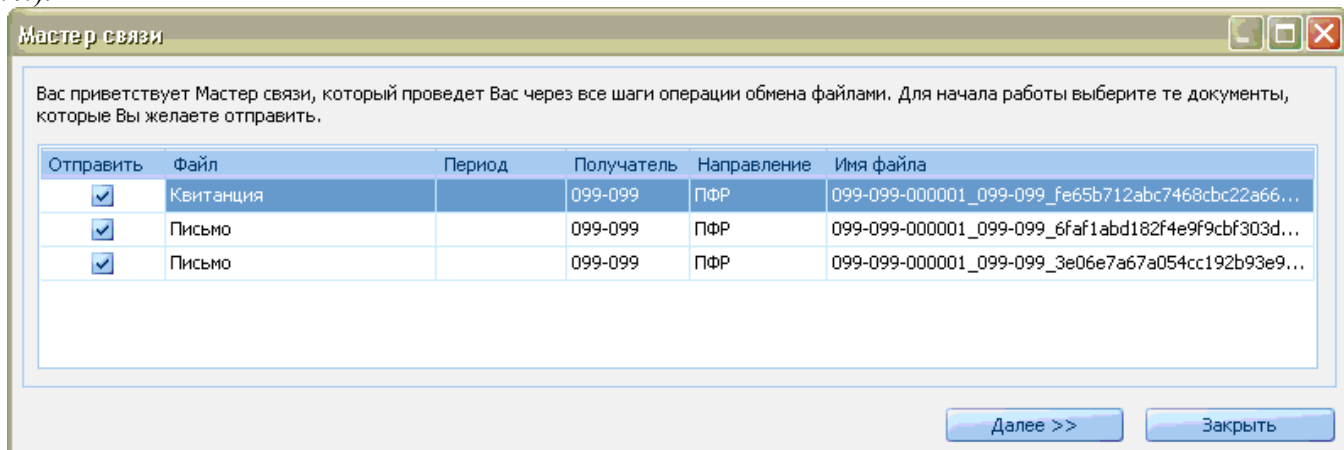 Мастер связи
Вас приветствует Мастер связи, который проведет Вас через все шаги операции обмена файлами. Для начала работы выберите те документы,
которые Вы желаете отправить.
Отправить Файл Период Получатель Направление Имя файла
Квитанция 099-099 ПФР 099-099-000001_099-099_fe65b712abc7468cbc22a66...
Письмо 099-099 ПФР 099-099-000001_099-099_6faf1abd182f4e9f9cbf303d...
Письмо 099-099 ПФР 099-099-000001_099-099_3e06e7a67a054cc192b93e9...
Далее >> Закрыть